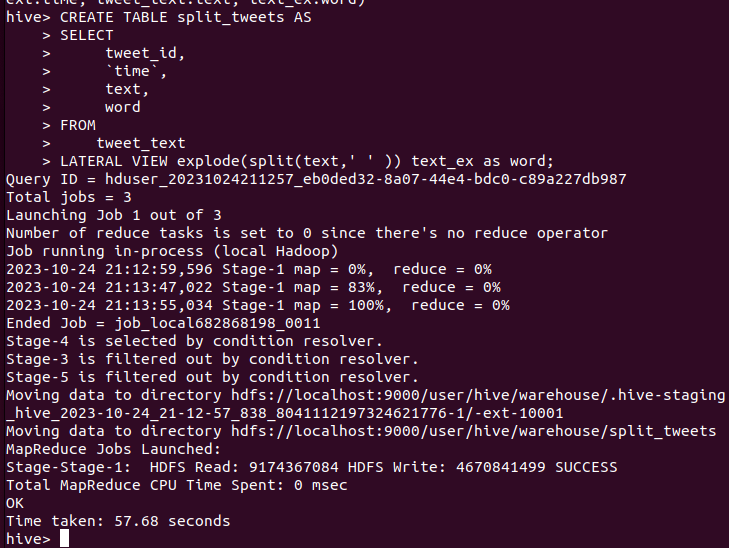 ext.time, tweet_text.text, text_ex.word)
hive> CREATE TABLE split_tweets AS
    > SELECT
    >       tweet_id,
    >       `time`,
    >       text,
    >       word
    > FROM
    >      tweet_text
    > LATERAL VIEW explode(split(text,' ' )) text_ex as word;
Query ID = hduser_20231024211257_eb0ded32-8a07-44e4-bdc0-c89a227db987
Total jobs = 3
Launching Job 1 out of 3
Number of reduce tasks is set to 0 since there's no reduce operator
Job running in-process (local Hadoop)
2023-10-24 21:12:59,596 Stage-1 map = 0%,  reduce = 0%
2023-10-24 21:13:47,022 Stage-1 map = 83%,  reduce = 0%
2023-10-24 21:13:55,034 Stage-1 map = 100%,  reduce = 0%
Ended Job = job_local682868198_0011
Stage-4 is selected by condition resolver.
Stage-3 is filtered out by condition resolver.
Stage-5 is filtered out by condition resolver.
Moving data to directory hdfs://localhost:9000/user/hive/warehouse/.hive-staging
_hive_2023-10-24_21-12-57_838_8041112197324621776-1/-ext-10001
Moving data to directory hdfs://localhost:9000/user/hive/warehouse/split_tweets
MapReduce Jobs Launched:
Stage-Stage-1:  HDFS Read: 9174367084 HDFS Write: 4670841499 SUCCESS
Total MapReduce CPU Time Spent: 0 msec
OK
Time taken: 57.68 seconds
hive>